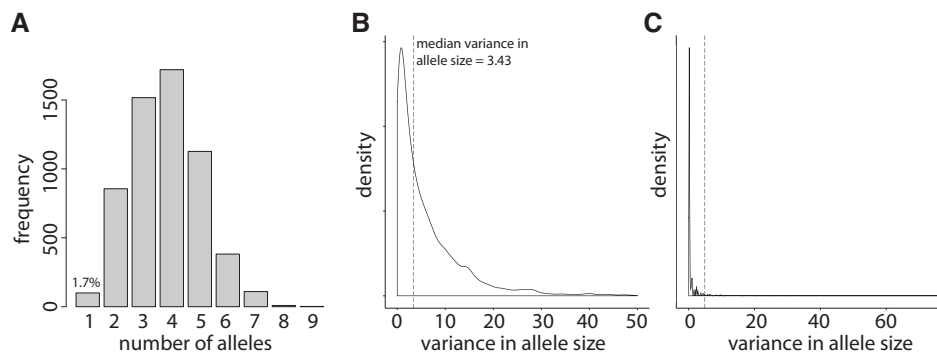 A
frequency
0 500 1000 1500
1.7%
1 2 3 4 5 6 7 8 9
number of alleles
B
median variance in
allele size = 3.43
density
0 10 20 30 40 50
variance in allele size
C
density
0 20 40 60
variance in allele size